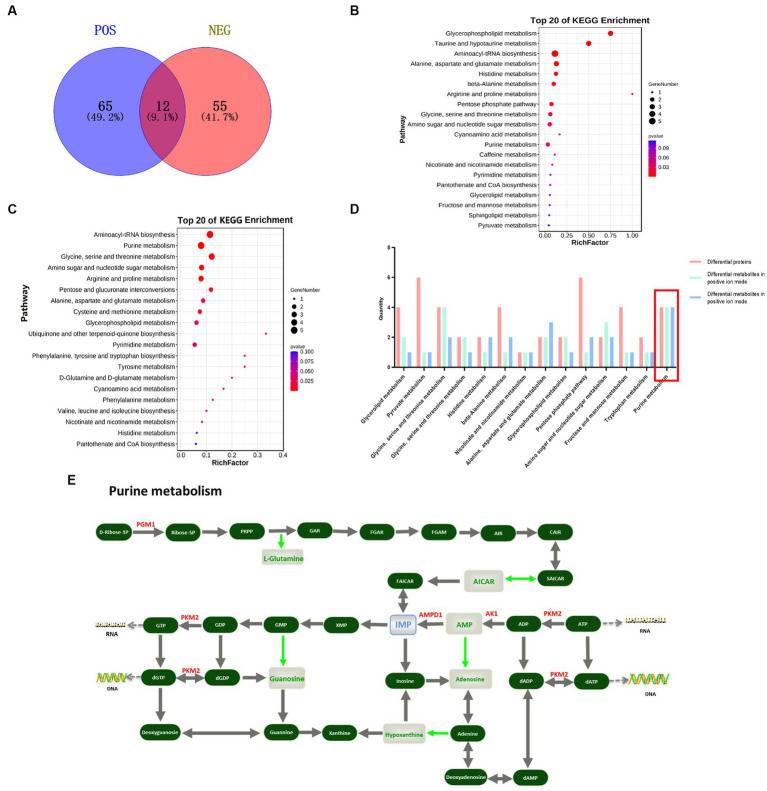 A
POS
NEG
65
(49.2%)
12
(9.1%)
55
(41.7%)
B
Top 20 of KEGG Enrichment
Glycerophospholipid metabolism
Taurine and hypotaurine metabolism
Aminoacyl-tRNA biosynthesis
Alanine, aspartate and glutamate metabolism
Histidine metabolism
beta-Alanine metabolism
Arginine and proline metabolism
Pentose phosphate pathway
Glycine, serine and threonine metabolism
Amino sugar and nucleotide sugar metabolism
Cyanoamino acid metabolism
Purine metabolism
Caffeine metabolism
Nicotinate and nicotinamide metabolism
Pyrimidine metabolism
Pantothenate and CoA biosynthesis
Glycerolipid metabolism
Fructose and mannose metabolism
Sphingolipid metabolism
Pyruvate metabolism
Pathway
0.00 0.25 0.50 0.75 1.00
RichFactor
GeneNumber
1
2
3
4
5
pvalue
0.09
0.06
0.03
C
Top 20 of KEGG Enrichment
Aminoacyl-tRNA biosynthesis
Purine metabolism
Glycine, serine and threonine metabolism
Amino sugar and nucleotide sugar metabolism
Arginine and proline metabolism
Pentose and glucuronate interconversions
Alanine, aspartate and glutamate metabolism
Cysteine and methionine metabolism
Glycerophospholipid metabolism
Ubiquinone and other terpenoid-quinone biosynthesis
Pyrimidine metabolism
Phenylalanine, tyrosine and tryptophan biosynthesis
Tyrosine metabolism
D-Glutamine and D-glutamate metabolism
Cyanoamino acid metabolism
Phenylalanine metabolism
Valine, leucine and isoleucine biosynthesis
Nicotinate and nicotinamide metabolism
Histidine metabolism
Pantothenate and CoA biosynthesis
Pathway
0.0 0.1 0.2 0.3 0.4
RichFactor
GeneNumber
1
2
3
4
5
pvalue
0.100
0.075
0.050
0.025
D
Quantity
8
6
4
2
0
Glycerolipid metabolism
Pyruvate metabolism
Glycine, serine and threonine metabolism
Glycine, serine and threonine metabolism
Histidine metabolism
beta-Alanine metabolism
Nicotinate and nicotinamide metabolism
Alanine, aspartate and glutamate metabolism
Glycerophospholipid metabolism
Pentose phosphate pathway
Amino sugar and nucleotide sugar metabolism
Fructose and mannose metabolism
Tryptophan metabolism
Purine metabolism
Differential proteins
Differential metabolites in
positive ion mode
Differential metabolites in
positive ion mode
E
Purine metabolism
D-Ribose-1P PGM1 Ribose-5P PRPP GAR FGAR FGAM AIR CAIR
L-Glutamine
FAICAR AICAR SAICAR
RNA GTP PKM2 GDP GMP XMP IMP AMPD1 AMP AK1 ADP PKM2 ATP RNA
DNA dGTP PKM2 dGDP Guanosine Inosine Adenosine dADP PKM2 dATP DNA
Deoxyguanosie Guannine Xanthine Hypoxanthine Adenine
Deoxyadenosine dAMP